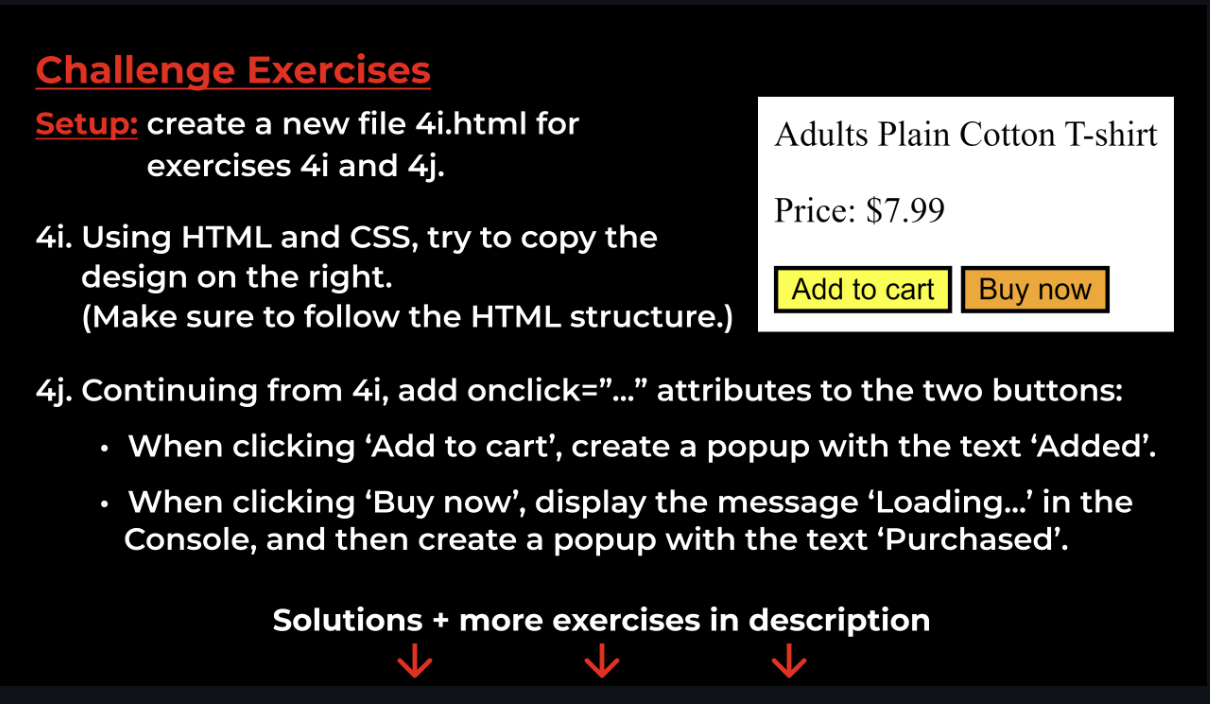 Challenge Exercises
Setup: create a new file 4i.html for
exercises 4i and 4j.
4i. Using HTML and CSS, try to copy the
design on the right.
(Make sure to follow the HTML structure.)
Adults Plain Cotton T-shirt
Price: $7.99
Add to cart Buy now
4j. Continuing from 4i, add onclick=”...” attributes to the two buttons:
• When clicking ‘Add to cart’, create a popup with the text ‘Added’.
• When clicking ‘Buy now’, display the message ‘Loading...’ in the
Console, and then create a popup with the text ‘Purchased’.
Solutions + more exercises in description